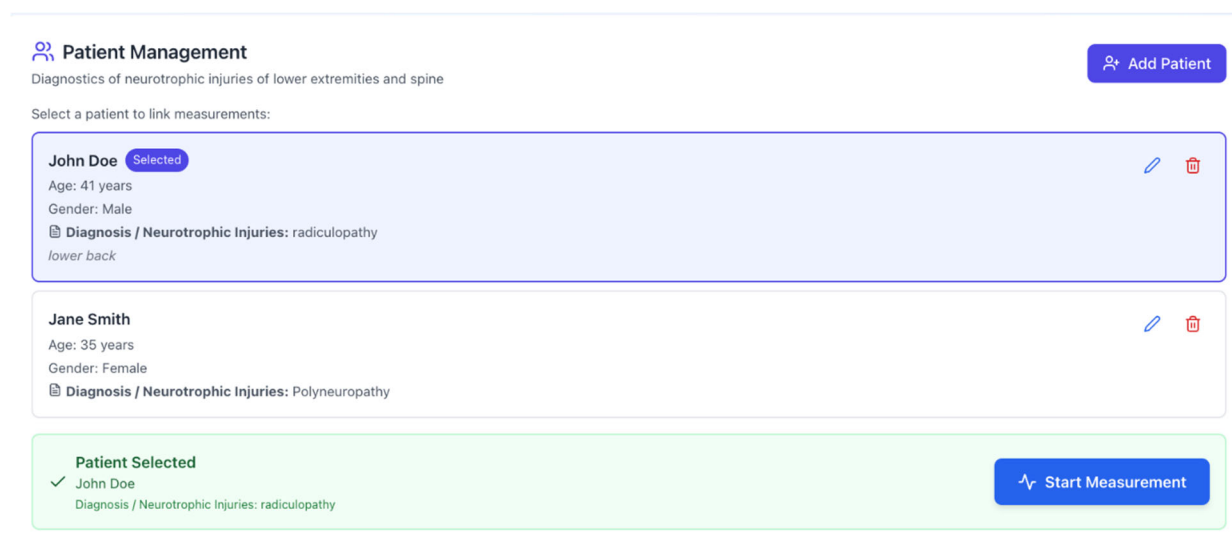 Patient Management
Diagnostics of neurotrophic injuries of lower extremities and spine
Add Patient
Select a patient to link measurements:
John Doe Selected
Age: 41 years
Gender: Male
Diagnosis / Neurotrophic Injuries: radiculopathy
lower back
Jane Smith
Age: 35 years
Gender: Female
Diagnosis / Neurotrophic Injuries: Polyneuropathy
Patient Selected
John Doe
Diagnosis / Neurotrophic Injuries: radiculopathy
Start Measurement